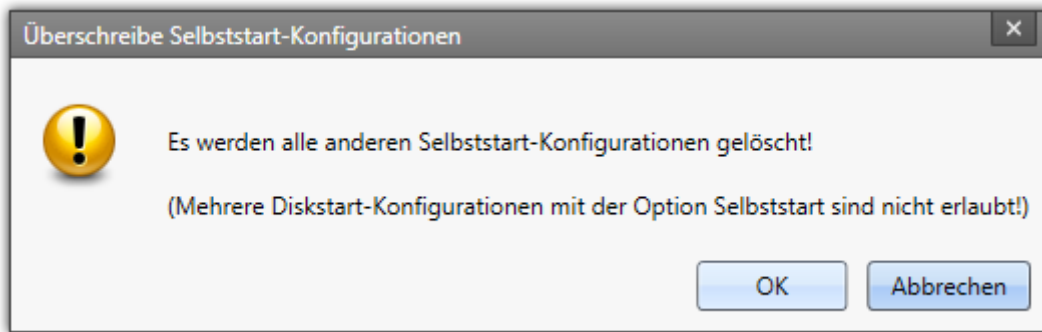 Überschreibe Selbststart-Konfigurationen
Es werden alle anderen Selbststart-Konfigurationen gelöscht!
(Mehrere Diskstart-Konfigurationen mit der Option Selbststart sind nicht erlaubt!)
OK
Abbrechen